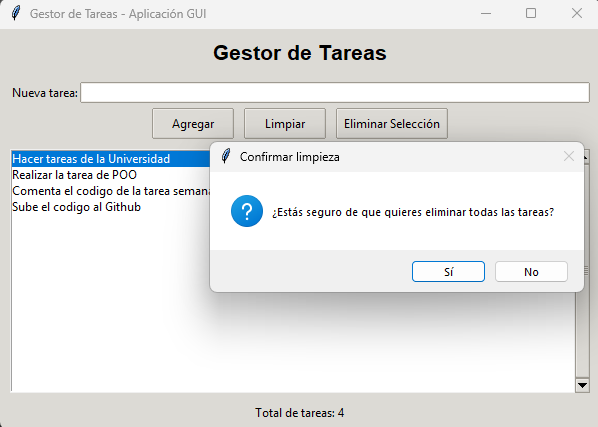 Gestor de Tareas - Aplicación GUI
Gestor de Tareas
Nueva tarea:
Agregar Limpiar Eliminar Selección
Hacer tareas de la Universidad
Realizar la tarea de POO
Comenta el codigo de la tarea
Sube el codigo al Github
Confirmar limpieza
¿Estás seguro de que quieres eliminar todas las tareas?
Sí No
Total de tareas: 4